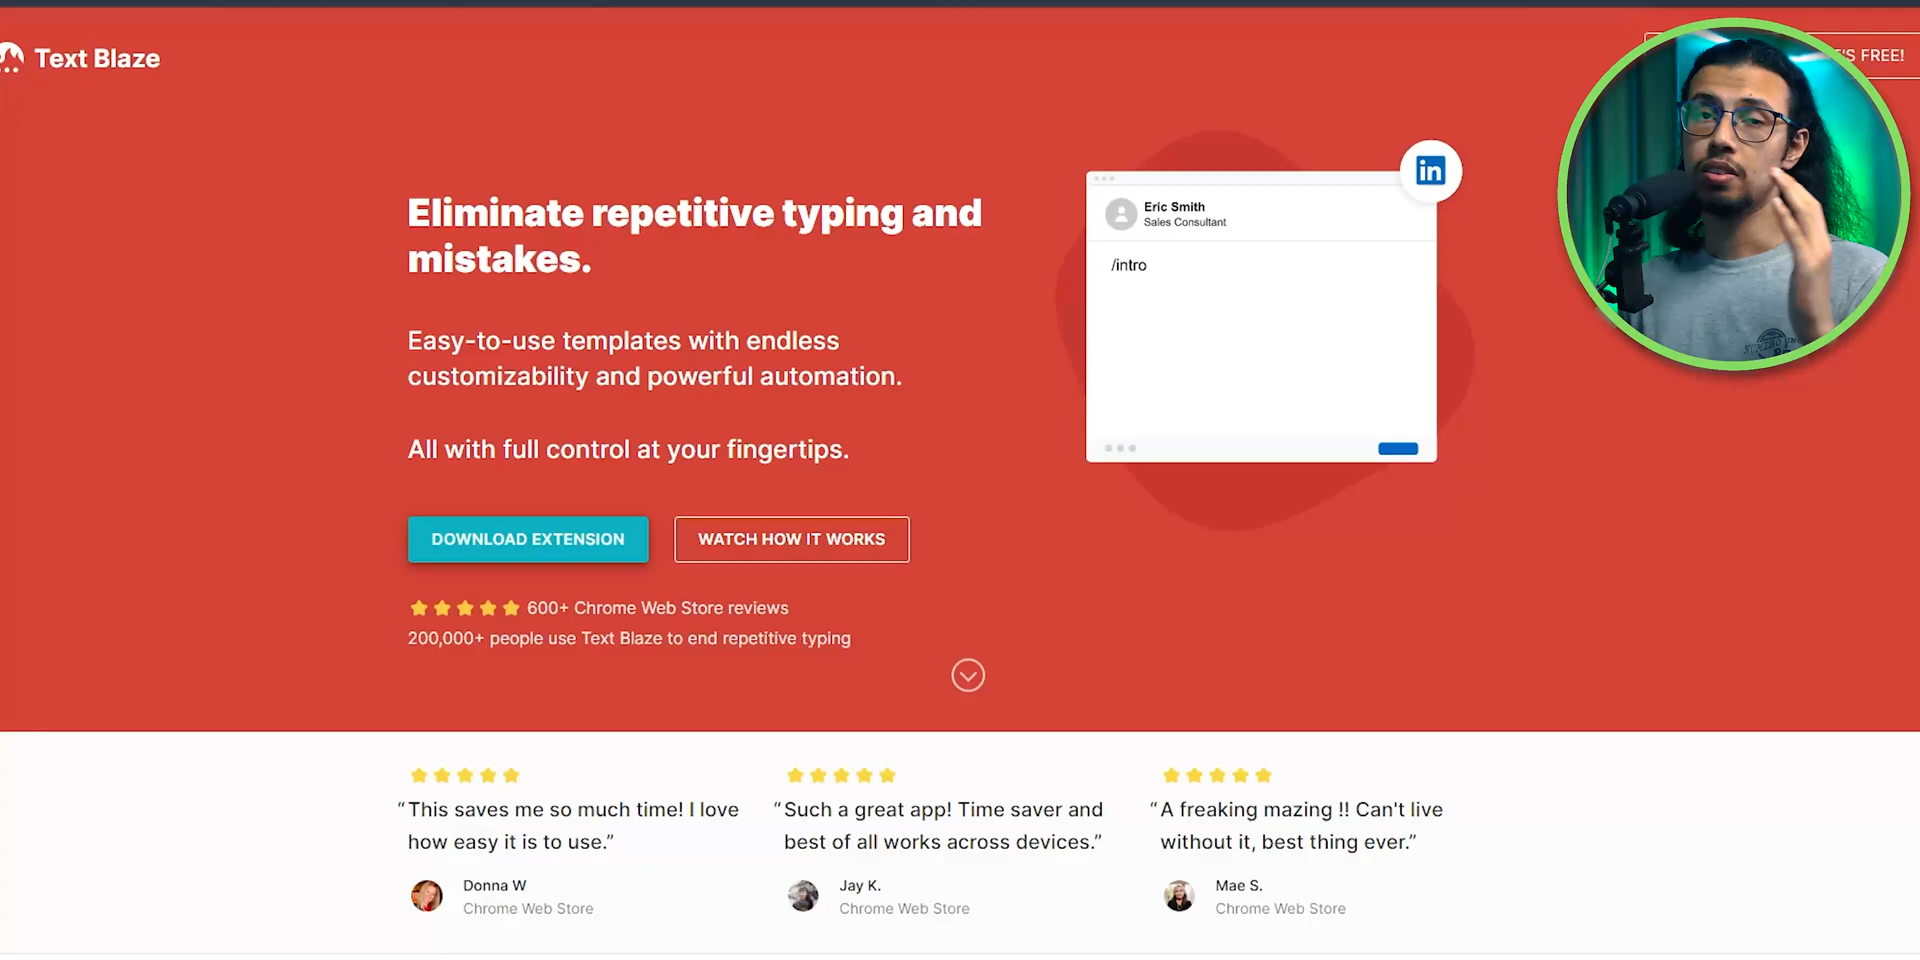 Text Blaze
'S FREE!
Eliminate repetitive typing and
mistakes.
Easy-to-use templates with endless
customizability and powerful automation.
All with full control at your fingertips.
DOWNLOAD EXTENSION
WATCH HOW IT WORKS
600+ Chrome Web Store reviews
200,000+ people use Text Blaze to end repetitive typing
in
Eric Smith
Sales Consultant
/intro
“This saves me so much time! I love
how easy it is to use.”
Donna W
Chrome Web Store
“Such a great app! Time saver and
best of all works across devices.”
Jay K.
Chrome Web Store
“A freaking mazing !! Can't live
without it, best thing ever.”
Mae S.
Chrome Web Store